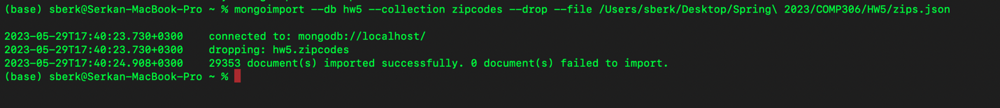 (base) sberk@Serkan-MacBook-Pro ~ % mongoimport --db hw5 --collection zipcodes --drop --file /Users/sberk/Desktop/Spring\ 2023/COMP306/HW5/zips.json
2023-05-29T17:40:23.730+0300    connected to: mongodb://localhost/
2023-05-29T17:40:23.731+0300    dropping: hw5.zipcodes
2023-05-29T17:40:24.908+0300    29353 document(s) imported successfully. 0 document(s) failed to import.
(base) sberk@Serkan-MacBook-Pro ~ %